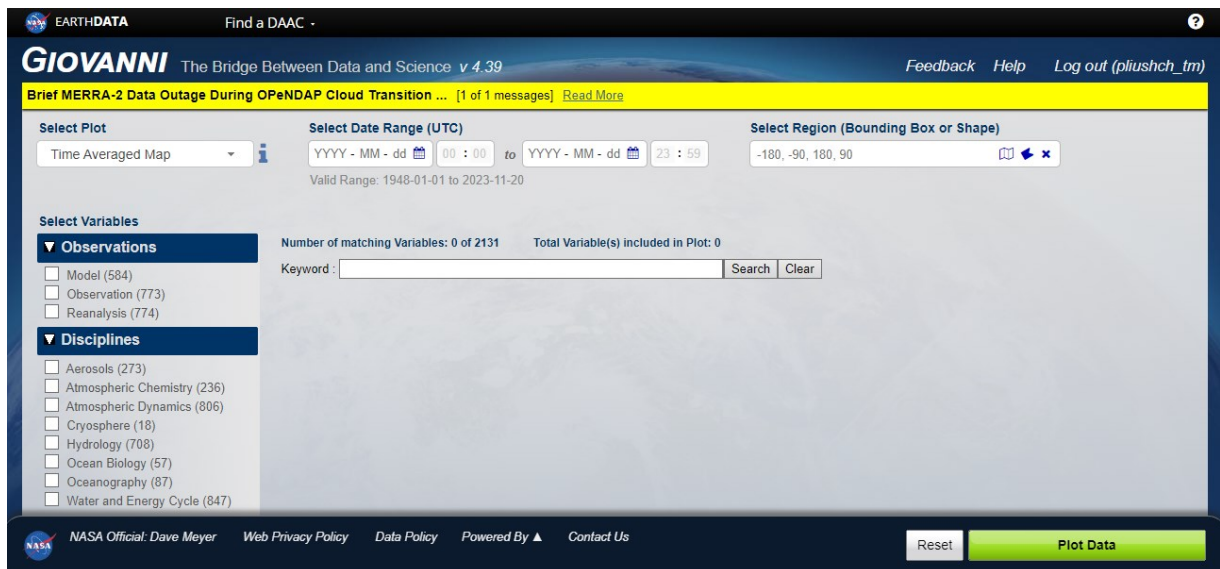 EARTHDATA Find a DAAC -
GIOVANNI The Bridge Between Data and Science v 4.39 Feedback Help Log out (pliushch_tm)
Brief MERRA-2 Data Outage During OPeNDAP Cloud Transition ... [1 of 1 messages] Read More
Select Plot Select Date Range (UTC) Select Region (Bounding Box or Shape)
Time Averaged Map YYYY - MM - dd 00 : 00 to YYYY - MM - dd 23 : 59 -180, -90, 180, 90
Valid Range: 1948-01-01 to 2023-11-20
Select Variables
Observations Number of matching Variables: 0 of 2131 Total Variable(s) included in Plot: 0
Keyword : Search Clear
Model (584)
Observation (773)
Reanalysis (774)
Disciplines
Aerosols (273)
Atmospheric Chemistry (236)
Atmospheric Dynamics (806)
Cryosphere (18)
Hydrology (708)
Ocean Biology (57)
Oceanography (87)
Water and Energy Cycle (847)
NASA NASA Official: Dave Meyer Web Privacy Policy Data Policy Powered By ▲ Contact Us Reset Plot Data